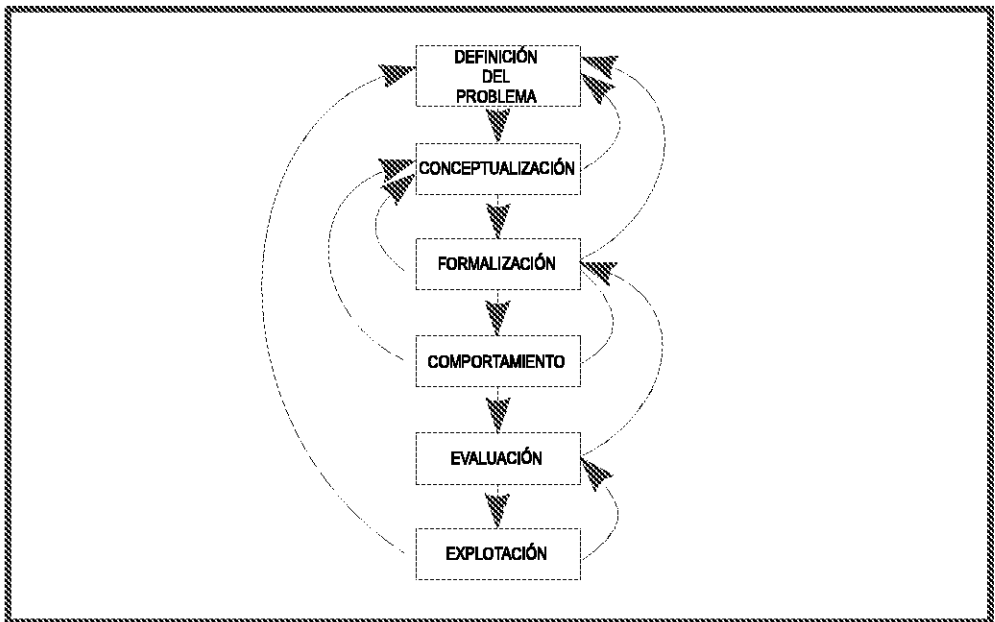 DEFINICIÓN
DEL
PROBLEMA
CONCEPTUALIZACIÓN
FORMALIZACIÓN
COMPORTAMIENTO
EVALUACIÓN
EXPLOTACIÓN